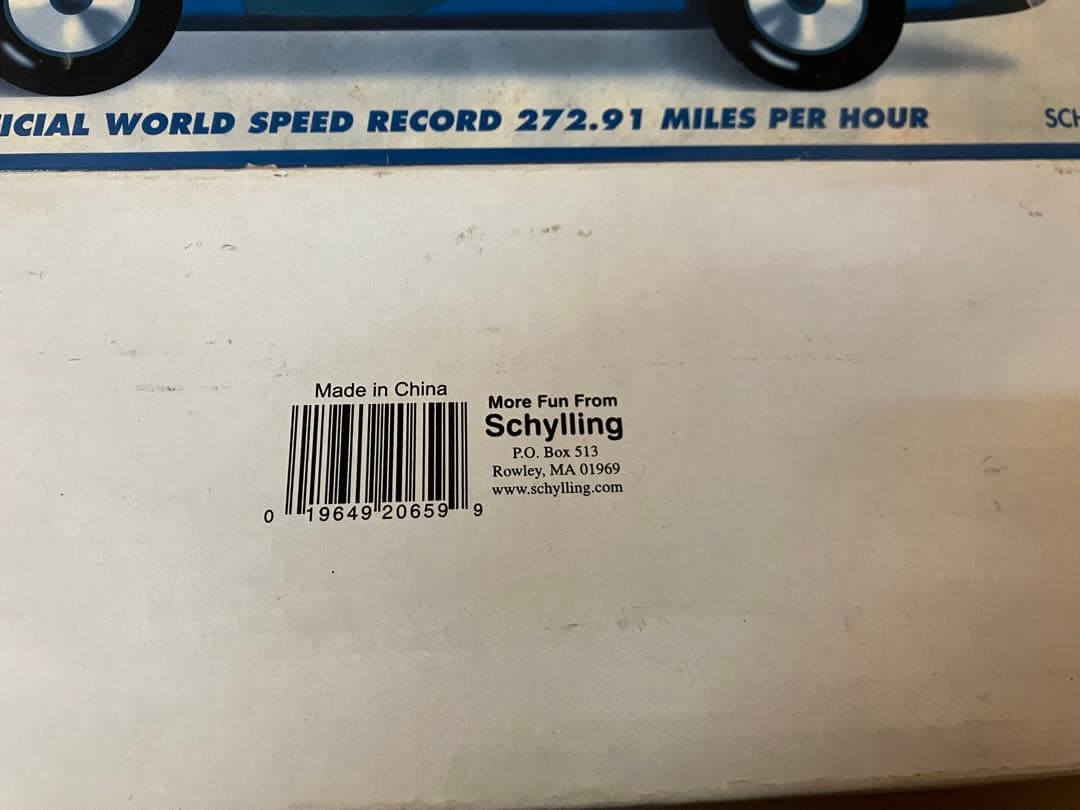 ICIAL WORLD SPEED RECORD 272.91 MILES PER HOUR
SCH
Made in China
0 19649 20659 9
More Fun From
Schylling
P.O. Box 513
Rowley, MA 01969
www.schylling.com